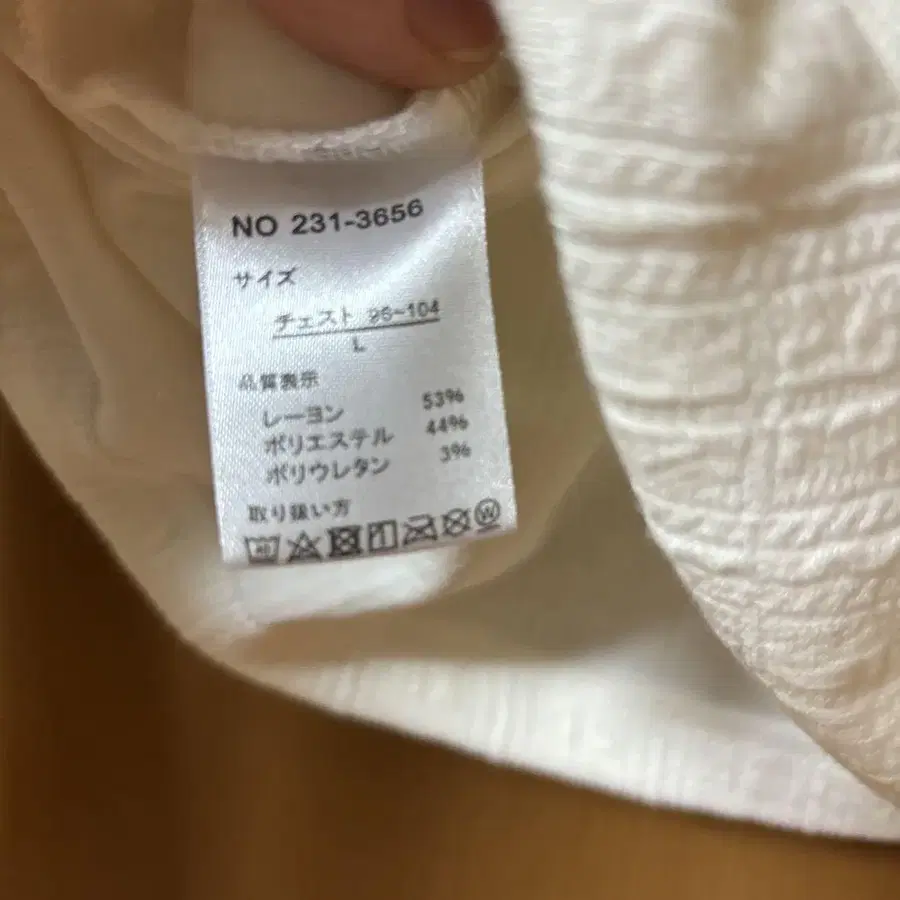 NO 231-3656
サイズ
チェスト 96~104
L
品質表示
レーヨン 53%
ポリエステル 44%
ポリウレタン 3%
取り扱い方
40 W